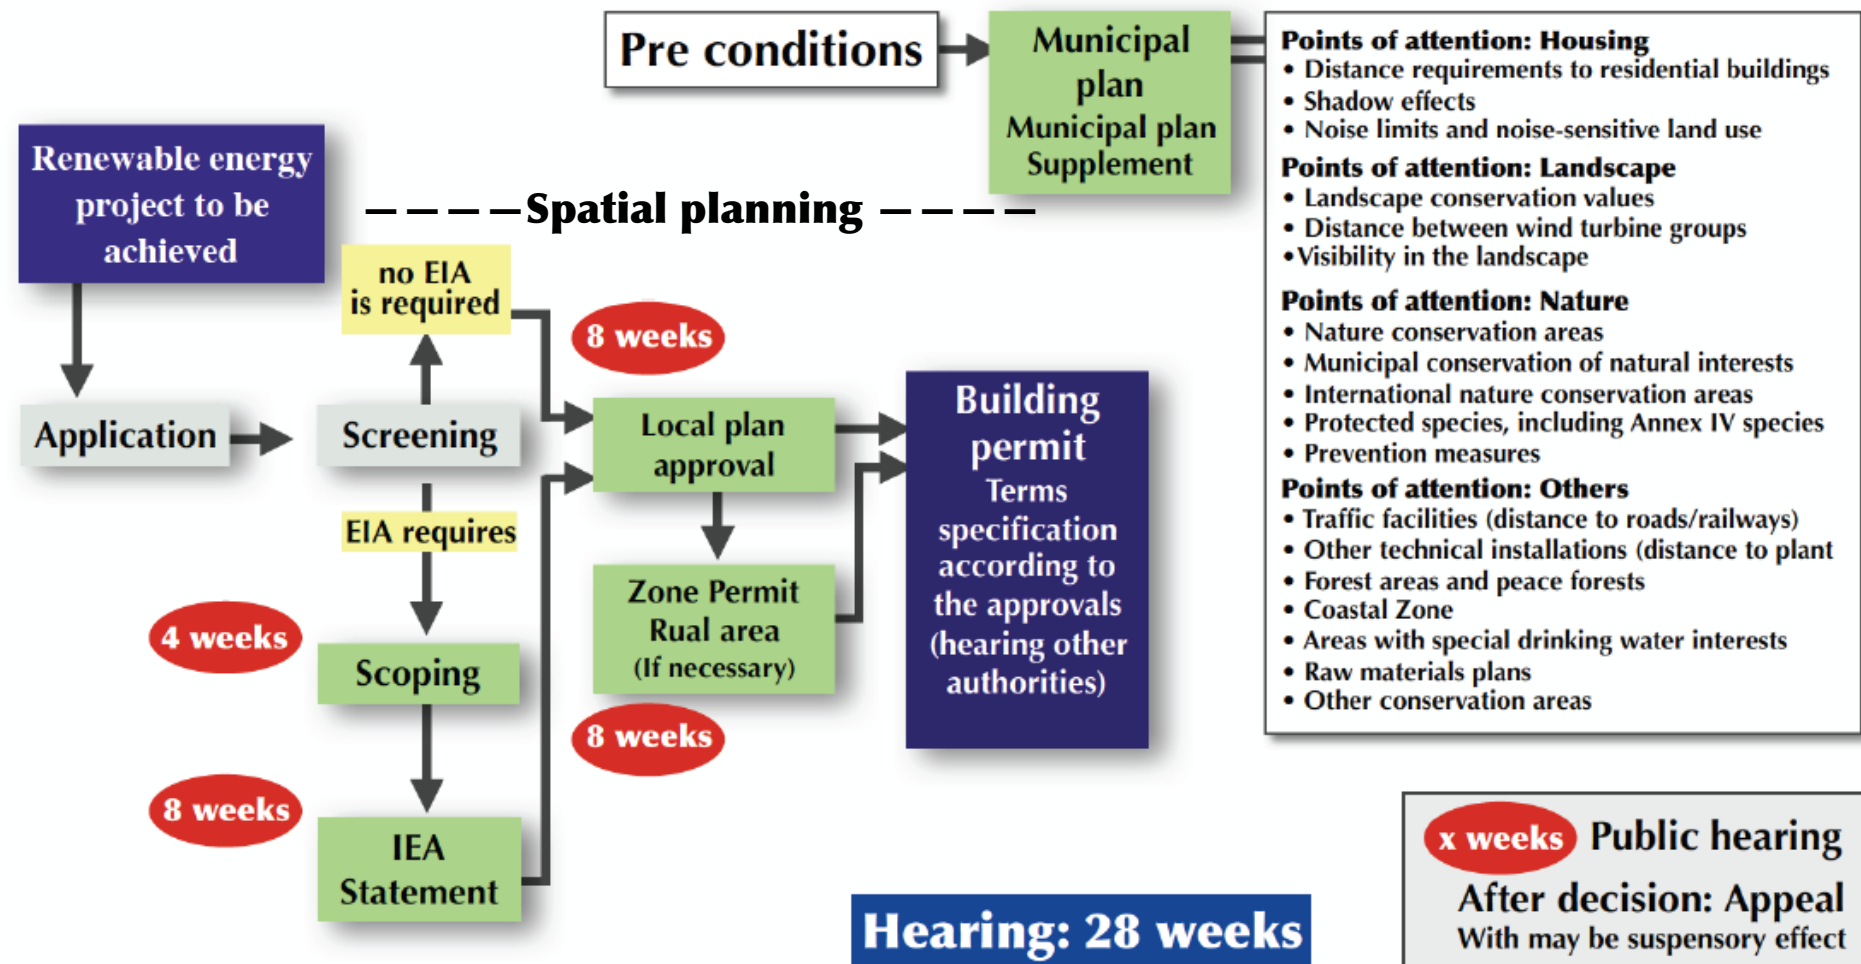 Pre conditions
Municipal
plan
Municipal plan
Supplement
Renewable energy
project to be
achieved
Spatial planning
no EIA
is required
8 weeks
Application
Screening
Local plan
approval
EIA requires
Zone Permit
Rual area
(If necessary)
4 weeks
Scoping
8 weeks
8 weeks
IEA
Statement
Building
permit
Terms
specification
according to
the approvals
(hearing other
authorities)
Points of attention: Housing
• Distance requirements to residential buildings
• Shadow effects
• Noise limits and noise-sensitive land use
Points of attention: Landscape
• Landscape conservation values
• Distance between wind turbine groups
•Visibility in the landscape
Points of attention: Nature
• Nature conservation areas
• Municipal conservation of natural interests
• International nature conservation areas
• Protected species, including Annex IV species
• Prevention measures
Points of attention: Others
• Traffic facilities (distance to roads/railways)
• Other technical installations (distance to plant
• Forest areas and peace forests
• Coastal Zone
• Areas with special drinking water interests
• Raw materials plans
• Other conservation areas
Hearing: 28 weeks
x weeks Public hearing
After decision: Appeal
With may be suspensory effect